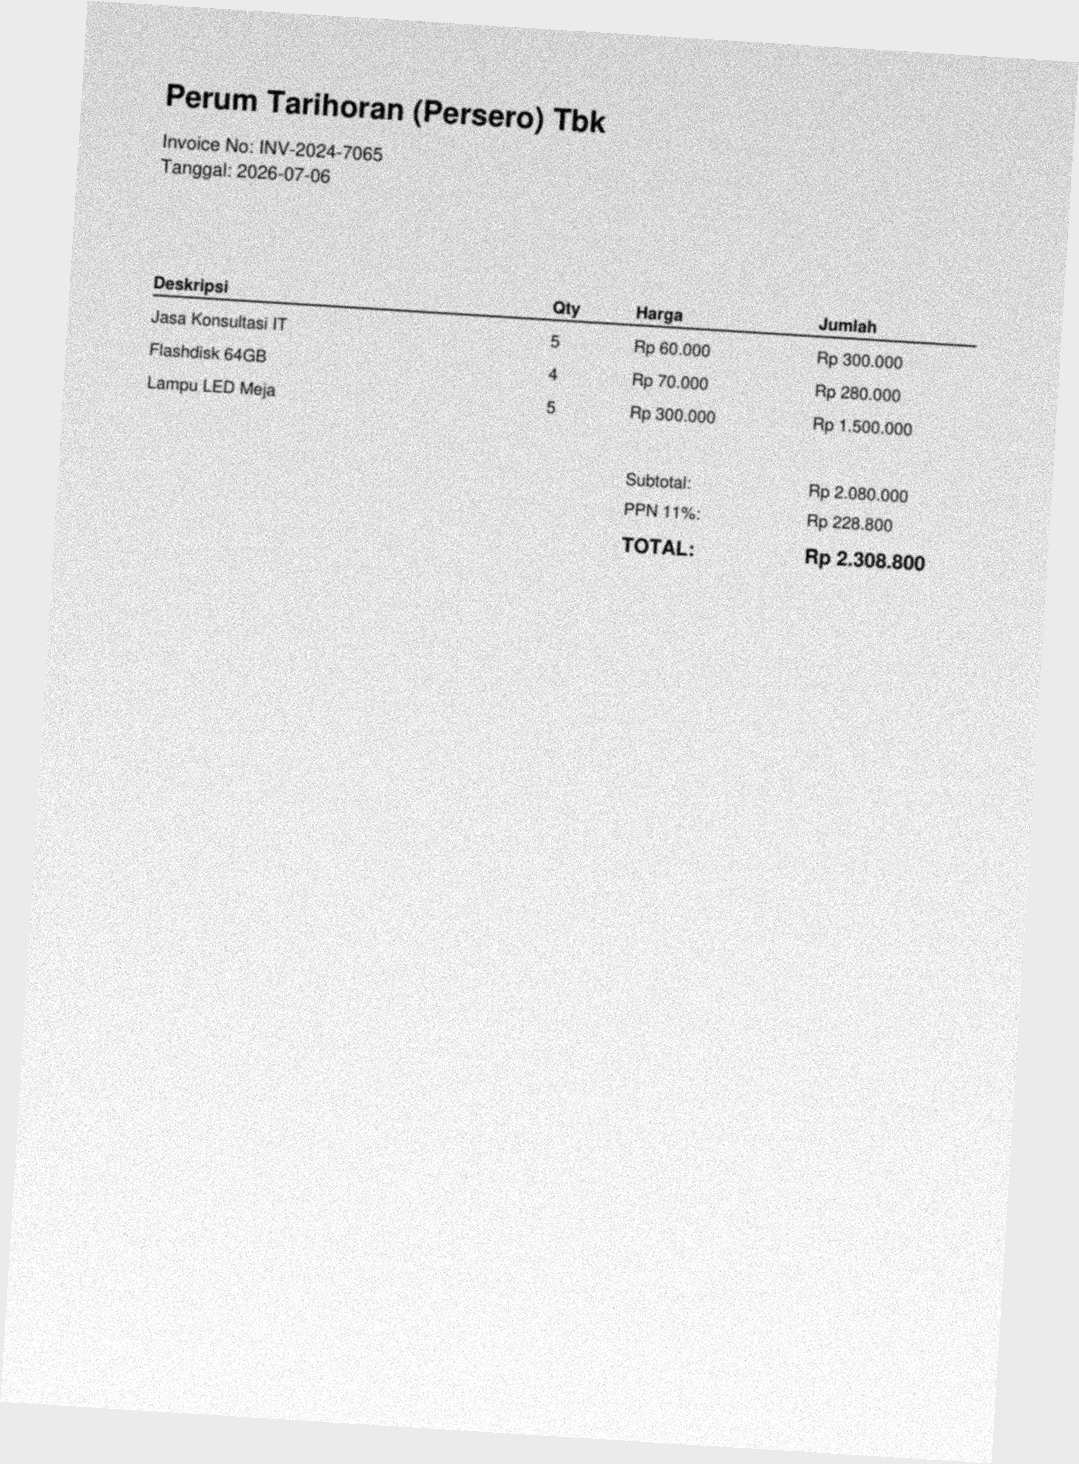 Perum Tarihoran (Persero) Tbk
Invoice No: INV-2024-7065
Tanggal: 2026-07-06
Deskripsi Qty Harga Jumlah
Jasa Konsultasi IT 5 Rp 60.000 Rp 300.000
Flashdisk 64GB 4 Rp 70.000 Rp 280.000
Lampu LED Meja 5 Rp 300.000 Rp 1.500.000
Subtotal: Rp 2.080.000
PPN 11%: Rp 228.800
TOTAL: Rp 2.308.800